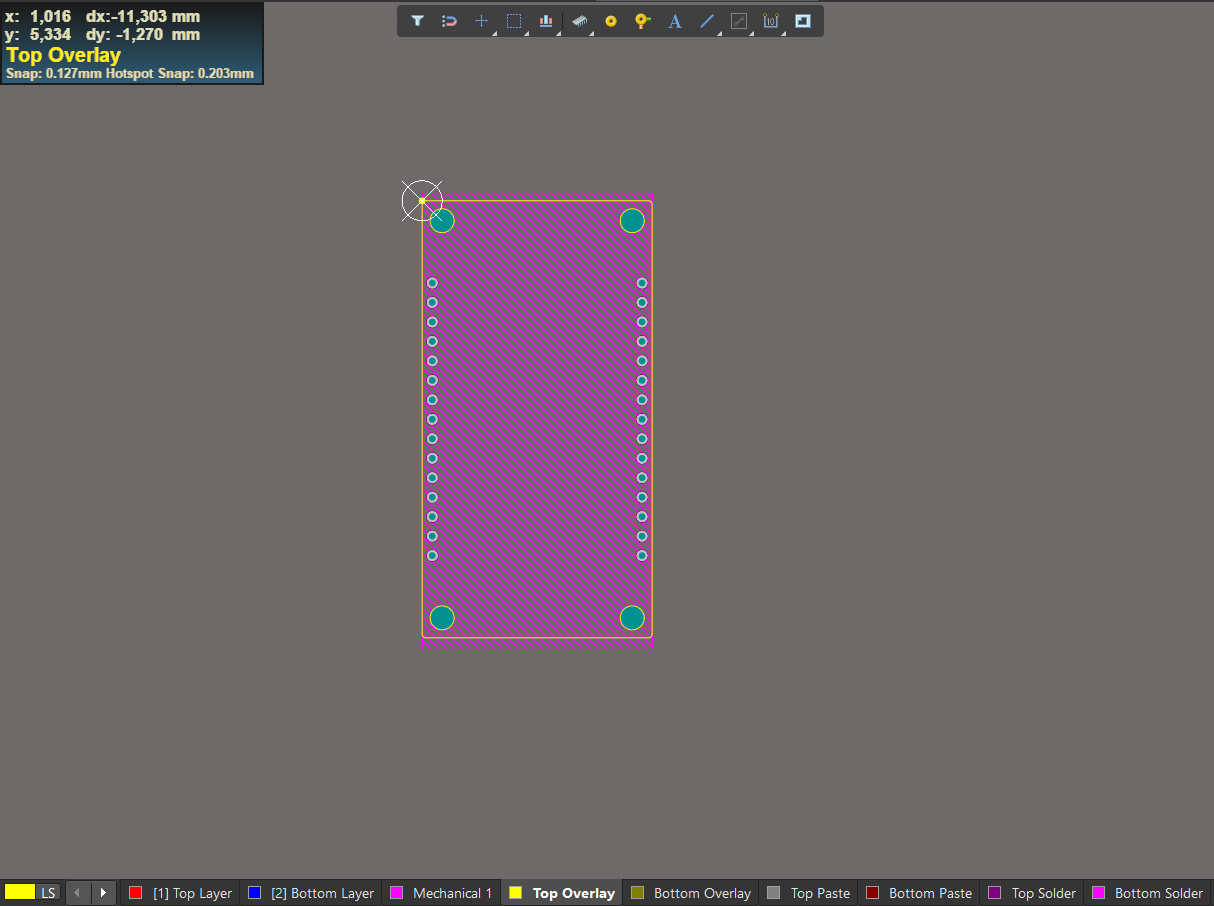 x: 1,016 dx:-11,303 mm
y: 5,334 dy: -1,270 mm
Top Overlay
Snap: 0.127mm Hotspot Snap: 0.203mm
A
LS [1] Top Layer [2] Bottom Layer Mechanical 1 Top Overlay Bottom Overlay Top Paste Bottom Paste Top Solder Bottom Solder